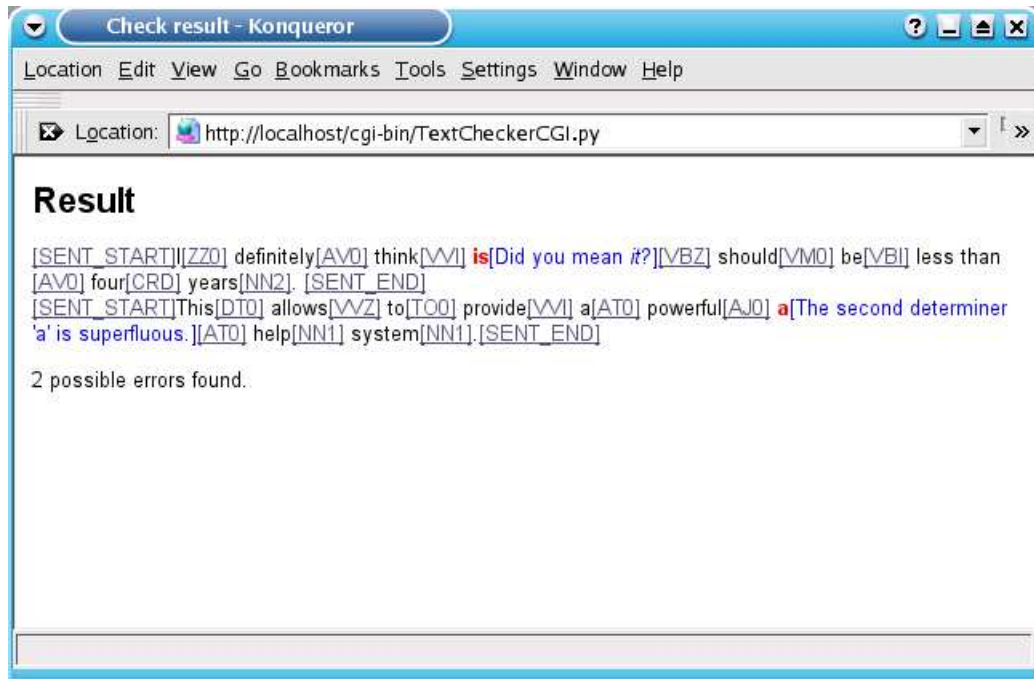 Check result - Konqueror
Location Edit View Go Bookmarks Tools Settings Window Help
Location: http://localhost/cgi-bin/TextCheckerCGI.py
Result
[SENT_START]I[ZZ0] definitely[AV0] think[VVI] is[Did you mean it?][VBZ] should[VM0] be[VBI] less than
[AV0] four[CRD] years[NN2]. [SENT_END]
[SENT_START]This[DT0] allows[VVZ] to[TO0] provide[VVI] a[AT0] powerful[AJ0] a[The second determiner
'a' is superfluous.][AT0] help[NN1] system[NN1].[SENT_END]
2 possible errors found.